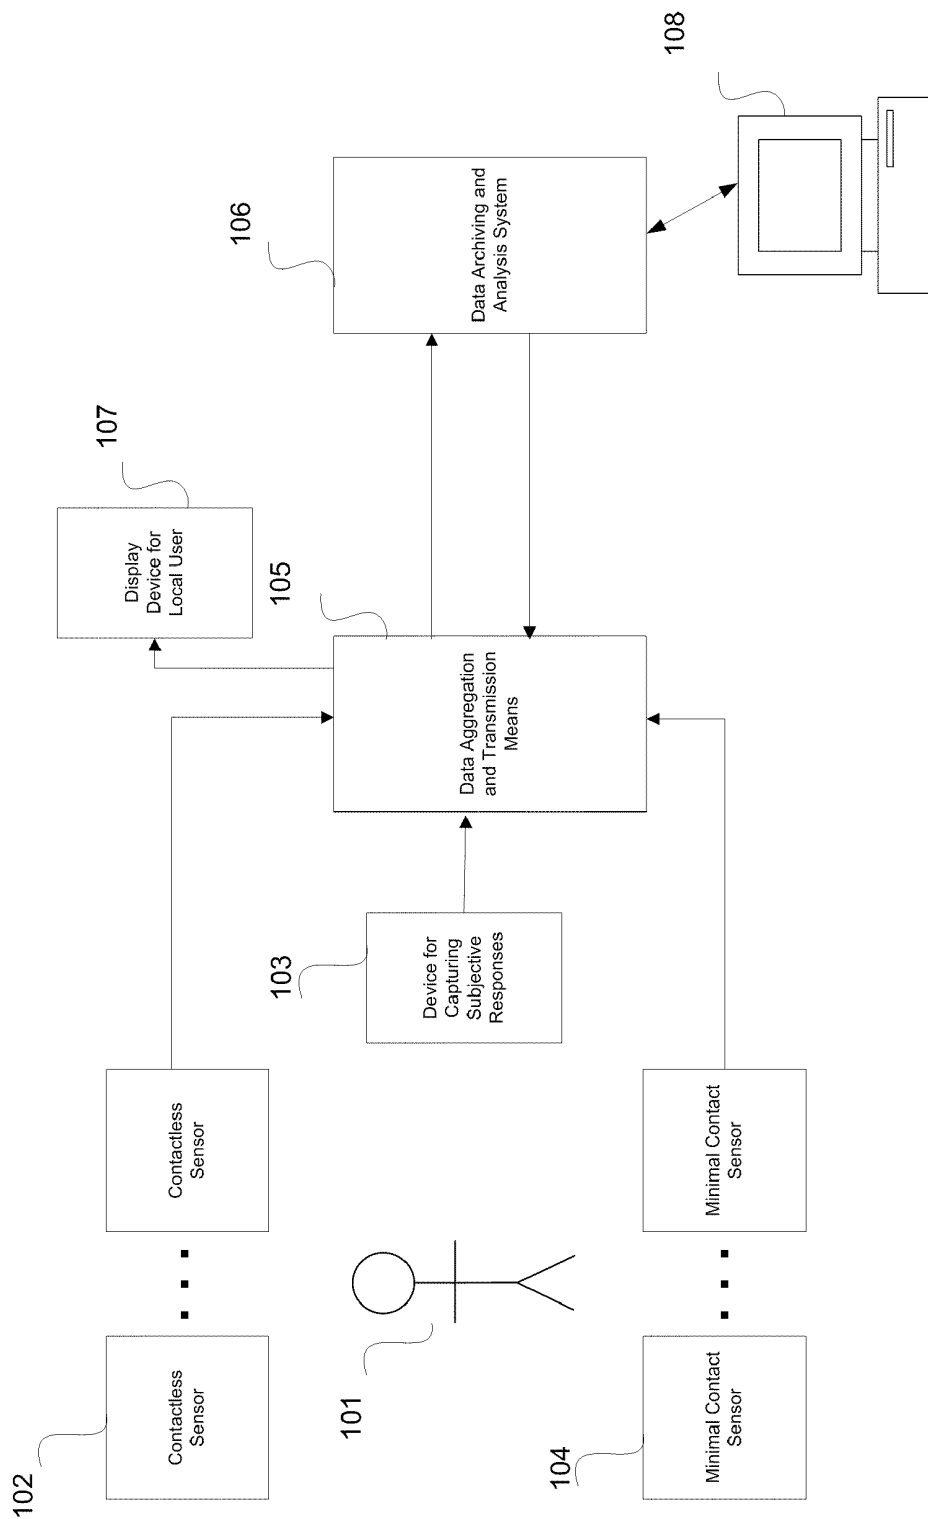 102
Contactless
Sensor
Contactless
Sensor
101
104
Minimal Contact
Sensor
Minimal Contact
Sensor
103
Device for
Capturing
Subjective
Responses
105
Data Aggregation
and Transmission
Means
107
Display
Device for
Local User
106
Data Archiving and
Analysis System
108